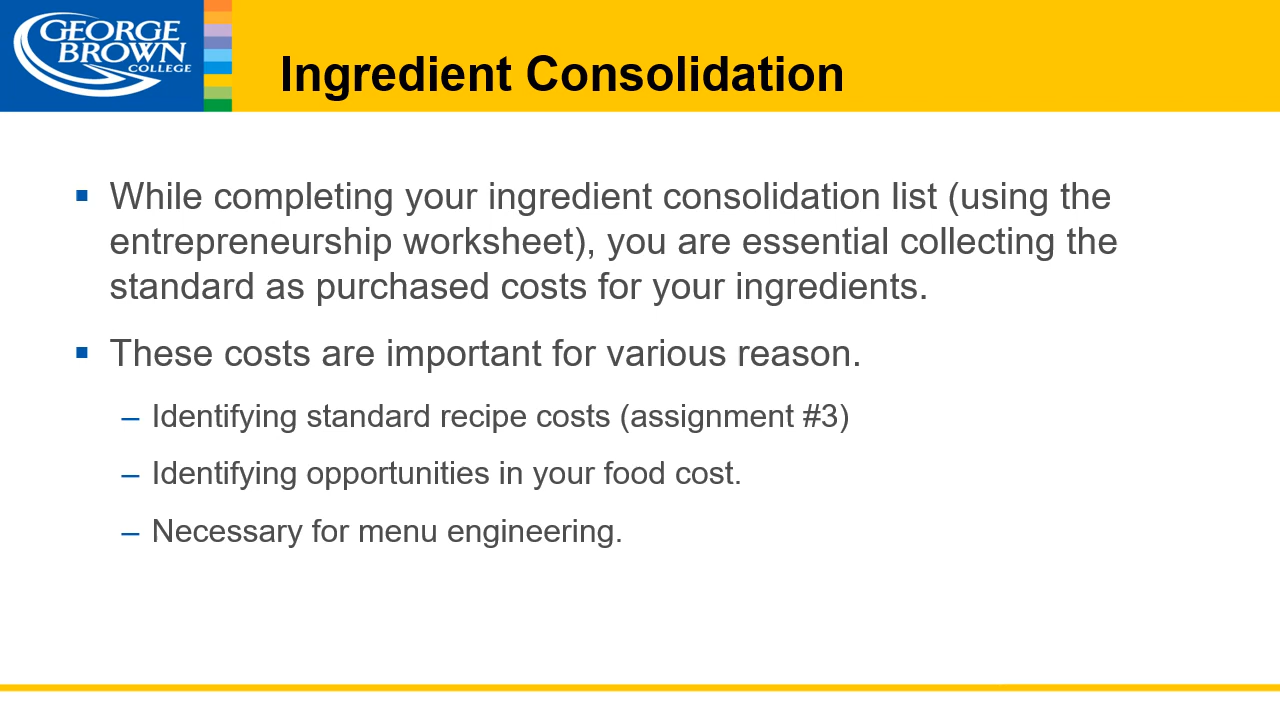 GEORGE
BROWN
COLLEGE
Ingredient Consolidation
▪ While completing your ingredient consolidation list (using the
entrepreneurship worksheet), you are essential collecting the
standard as purchased costs for your ingredients.
▪ These costs are important for various reason.
– Identifying standard recipe costs (assignment #3)
– Identifying opportunities in your food cost.
– Necessary for menu engineering.